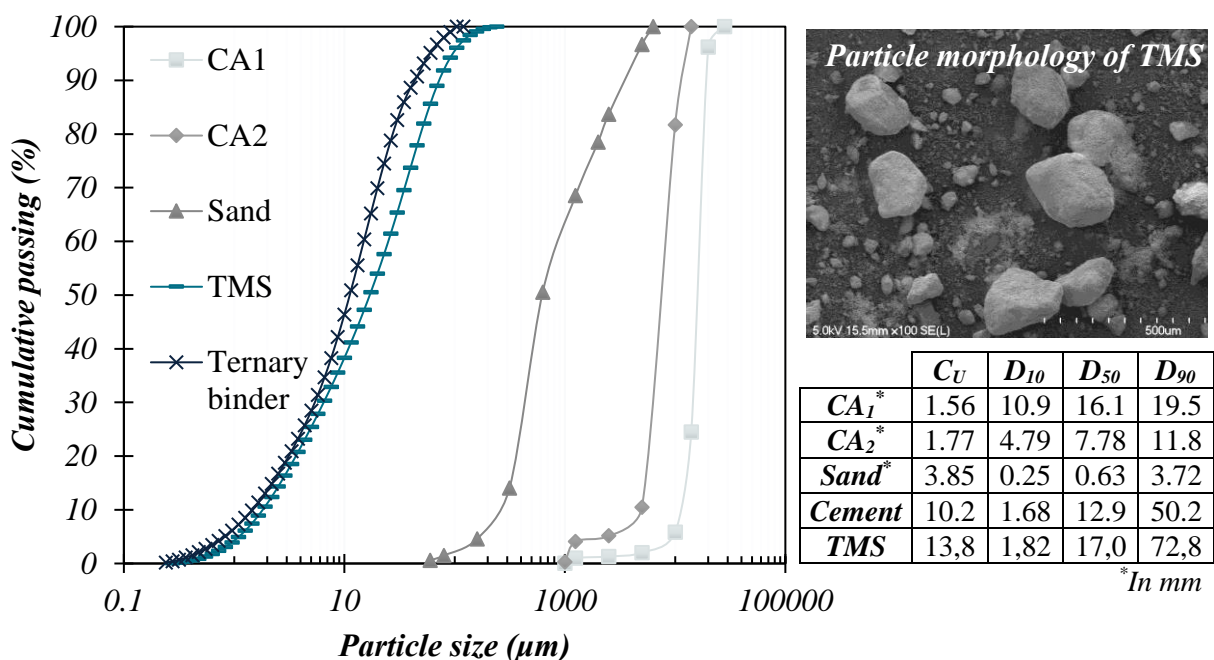 100
90
80
70
60
50
40
30
20
10
0
Cumulative passing (%)
CA1
CA2
Sand
TMS
Ternary
binder
0.1 10 1000 100000
Particle size (µm)
Particle morphology of TMS
5.0kV 15.5mm x100 SE(L) 500um
C_U D_10 D_50 D_90
CA_1* 1.56 10.9 16.1 19.5
CA_2* 1.77 4.79 7.78 11.8
Sand* 3.85 0.25 0.63 3.72
Cement 10.2 1.68 12.9 50.2
TMS 13,8 1,82 17,0 72,8
*In mm